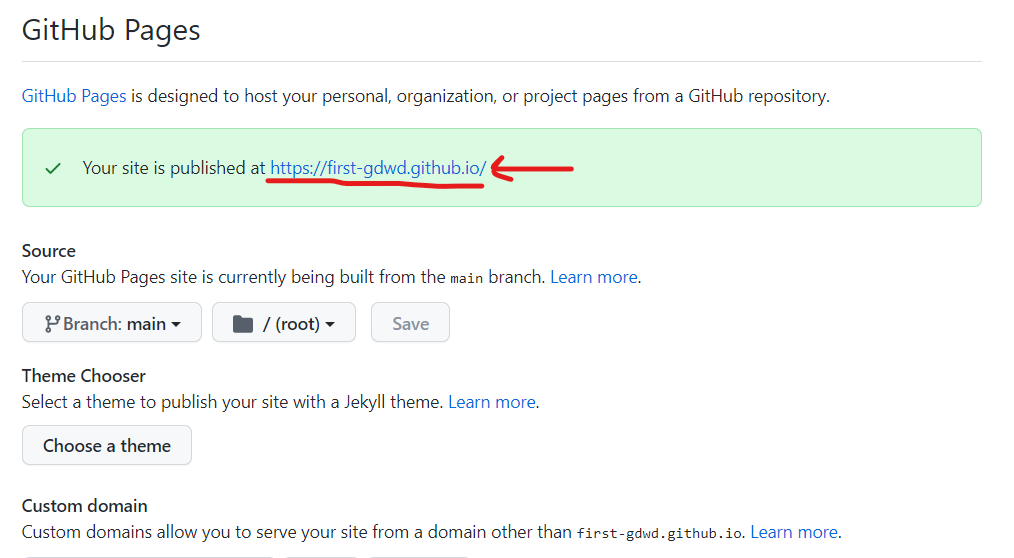 GitHub Pages
GitHub Pages is designed to host your personal, organization, or project pages from a GitHub repository.
Your site is published at https://first-gdwd.github.io/
Source
Your GitHub Pages site is currently being built from the main branch. Learn more.
Branch: main
/ (root)
Save
Theme Chooser
Select a theme to publish your site with a Jekyll theme. Learn more.
Choose a theme
Custom domain
Custom domains allow you to serve your site from a domain other than first-gdwd.github.io. Learn more.